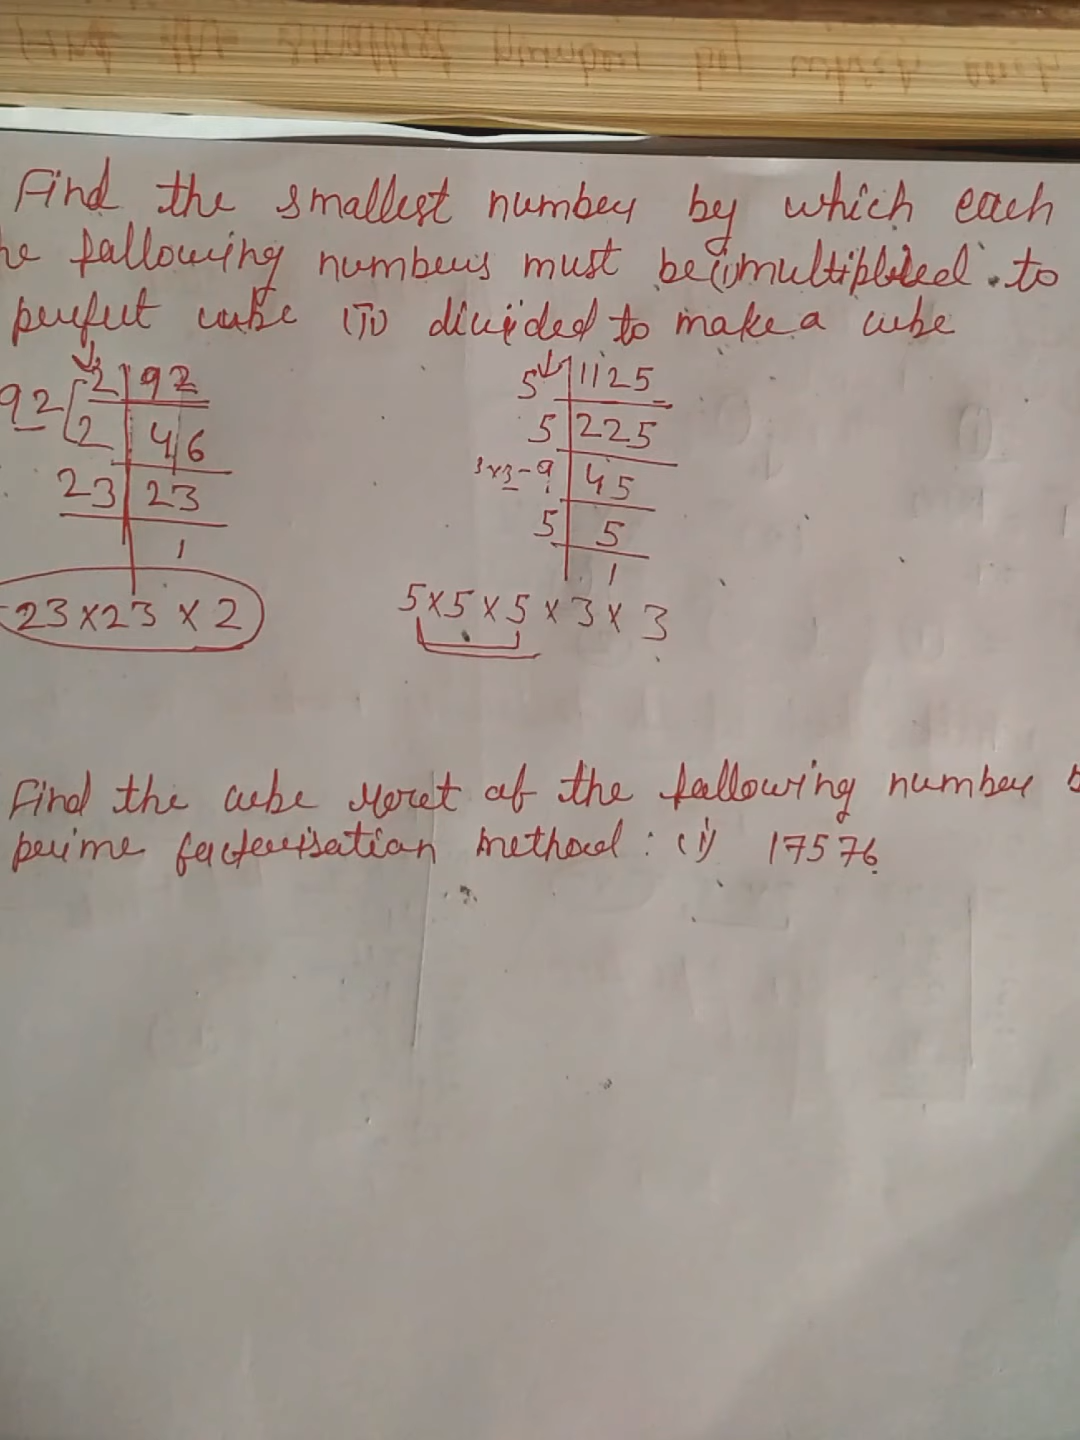 Find the smallest number by which each
he following numbers must be (i) multiplied to
perfect cube (ii) divided to make a cube
92
2 | 92
2 | 46
23 | 23
1
23 x 23 x 2
5 | 1125
5 | 225
3x3-9 | 45
5 | 5
1
5 x 5 x 5 x 3 x 3
Find the cube root of the following number b
prime factorisation method: (i) 17576